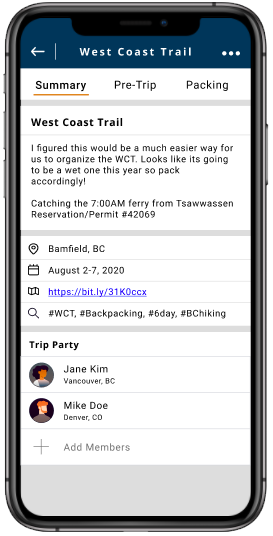 West Coast Trail
Summary Pre-Trip Packing
West Coast Trail
I figured this would be a much easier way for
us to organize the WCT. Looks like its going
to be a wet one this year so pack
accordingly!
Catching the 7:00AM ferry from Tsawwassen
Reservation/Permit #42069
Bamfield, BC
August 2-7, 2020
https://bit.ly/31K0ccx
#WCT, #Backpacking, #6day, #BChiking
Trip Party
Jane Kim
Vancouver, BC
Mike Doe
Denver, CO
Add Members